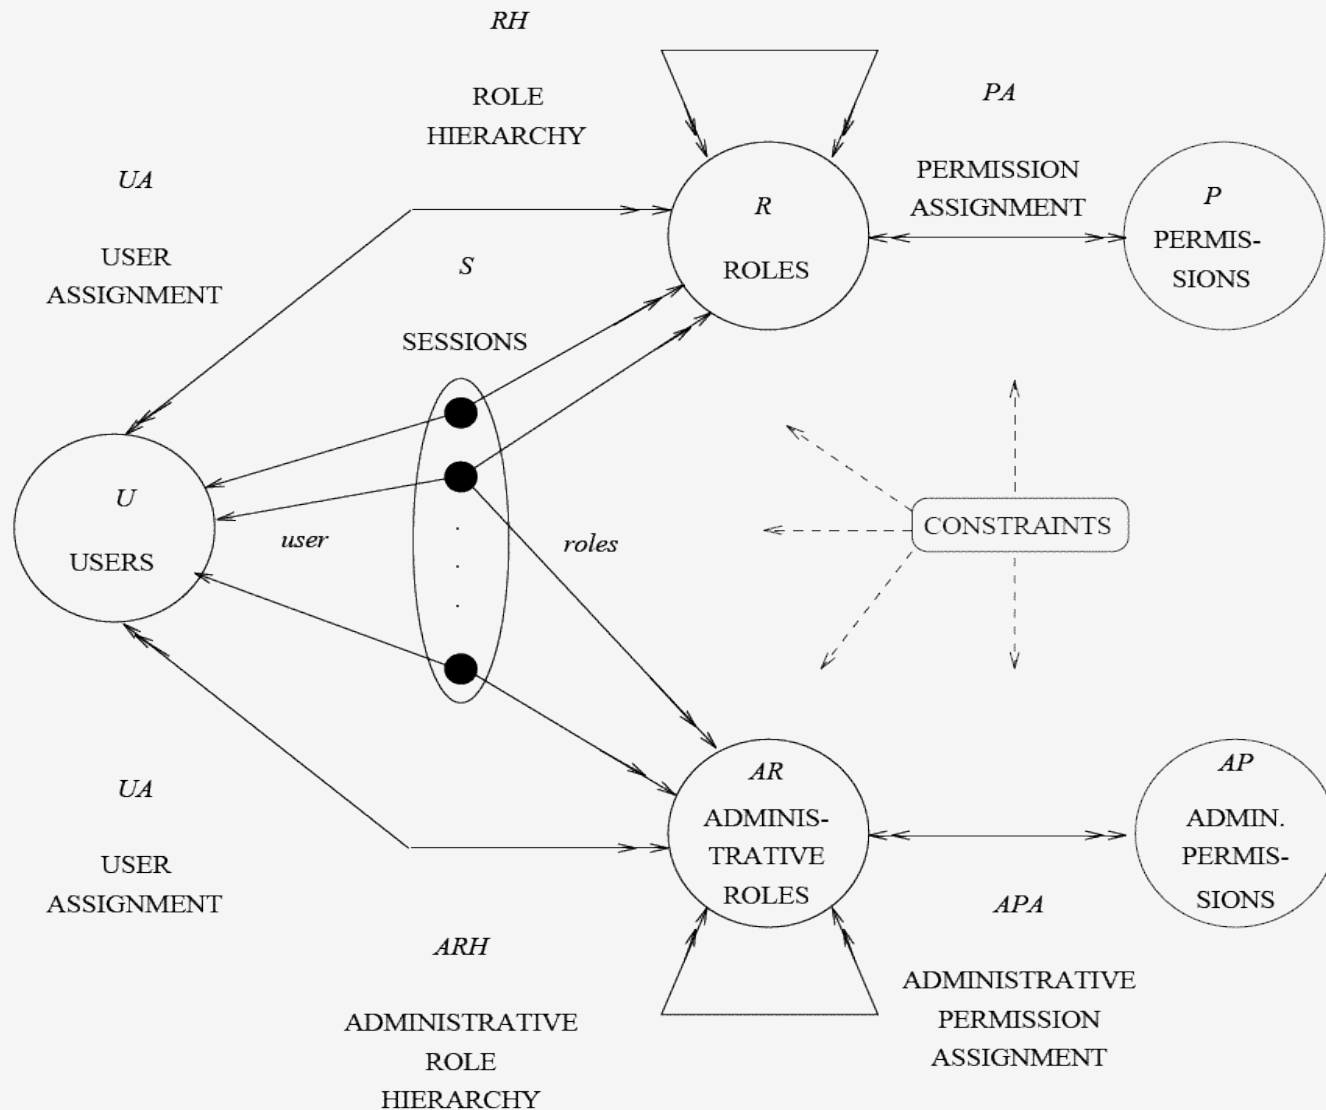 RH
ROLE
HIERARCHY
PA
PERMISSION
ASSIGNMENT
UA
USER
ASSIGNMENT
R
ROLES
P
PERMIS-
SIONS
S
SESSIONS
U
USERS
user
roles
CONSTRAINTS
UA
USER
ASSIGNMENT
AR
ADMINIS-
TRATIVE
ROLES
AP
ADMIN.
PERMIS-
SIONS
ARH
ADMINISTRATIVE
ROLE
HIERARCHY
APA
ADMINISTRATIVE
PERMISSION
ASSIGNMENT